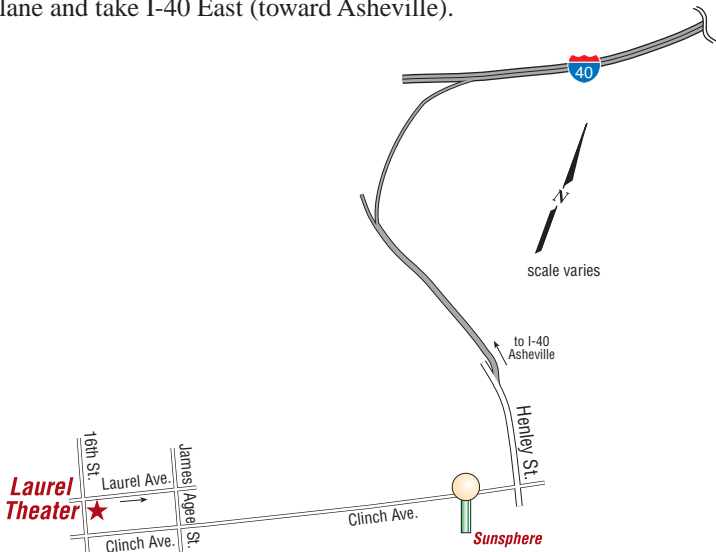 lane and take I-40 East (toward Asheville).
40
N
scale varies
to I-40
Asheville
Henley St.
16th St.
James Agee St.
Laurel Ave.
Laurel
Theater
Clinch Ave.
Clinch Ave.
Sunsphere